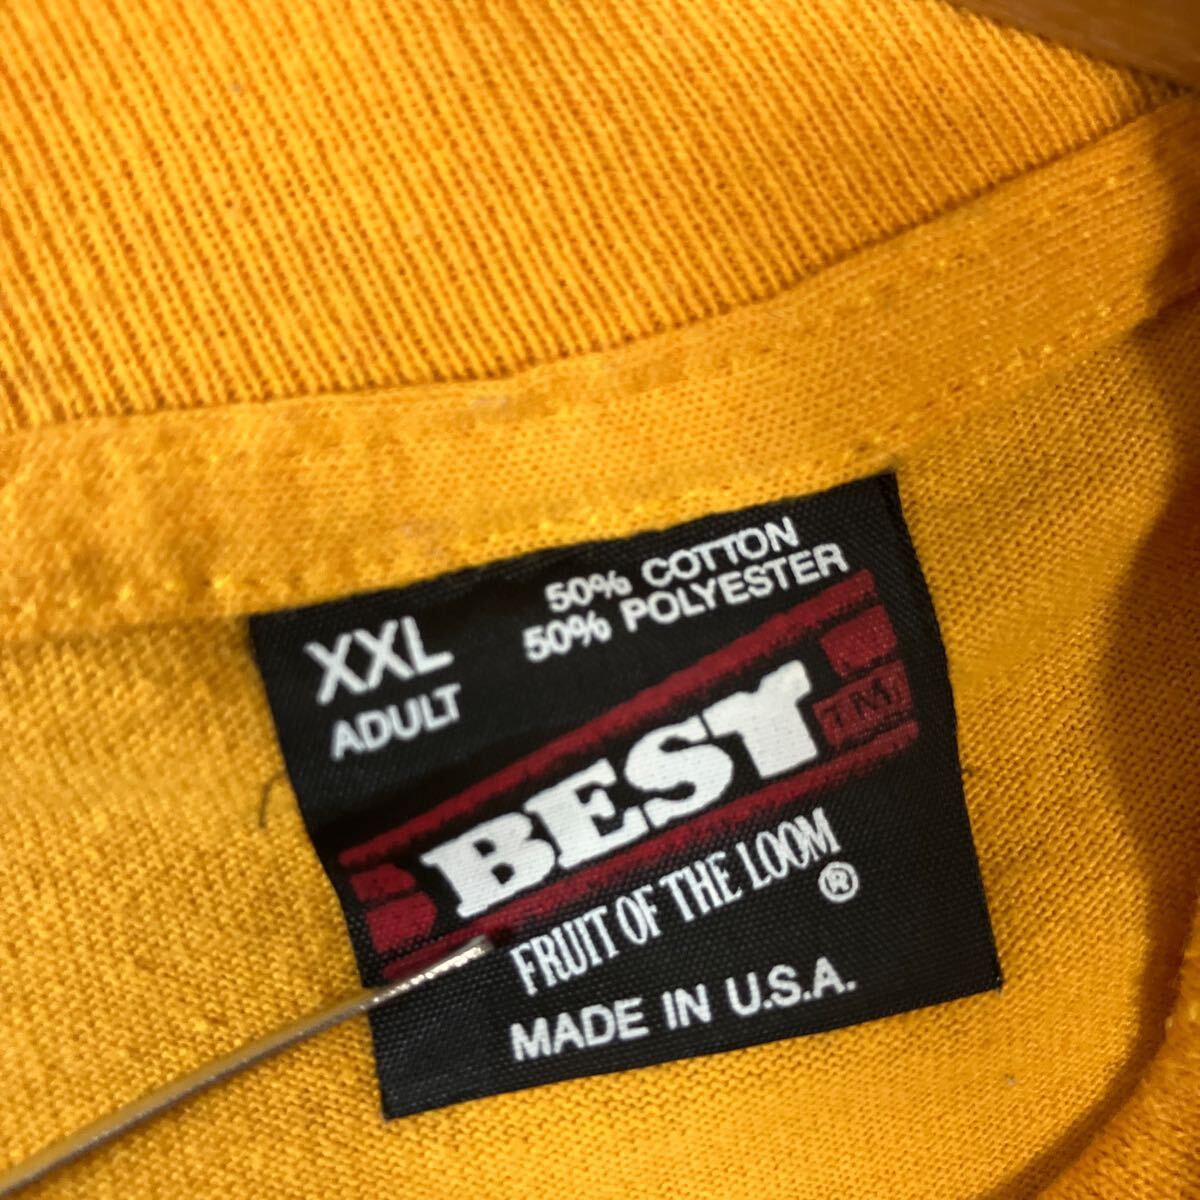 XXL
ADULT
50% COTTON
50% POLYESTER
BEST
TM
FRUIT OF THE LOOM
®
MADE IN U.S.A.